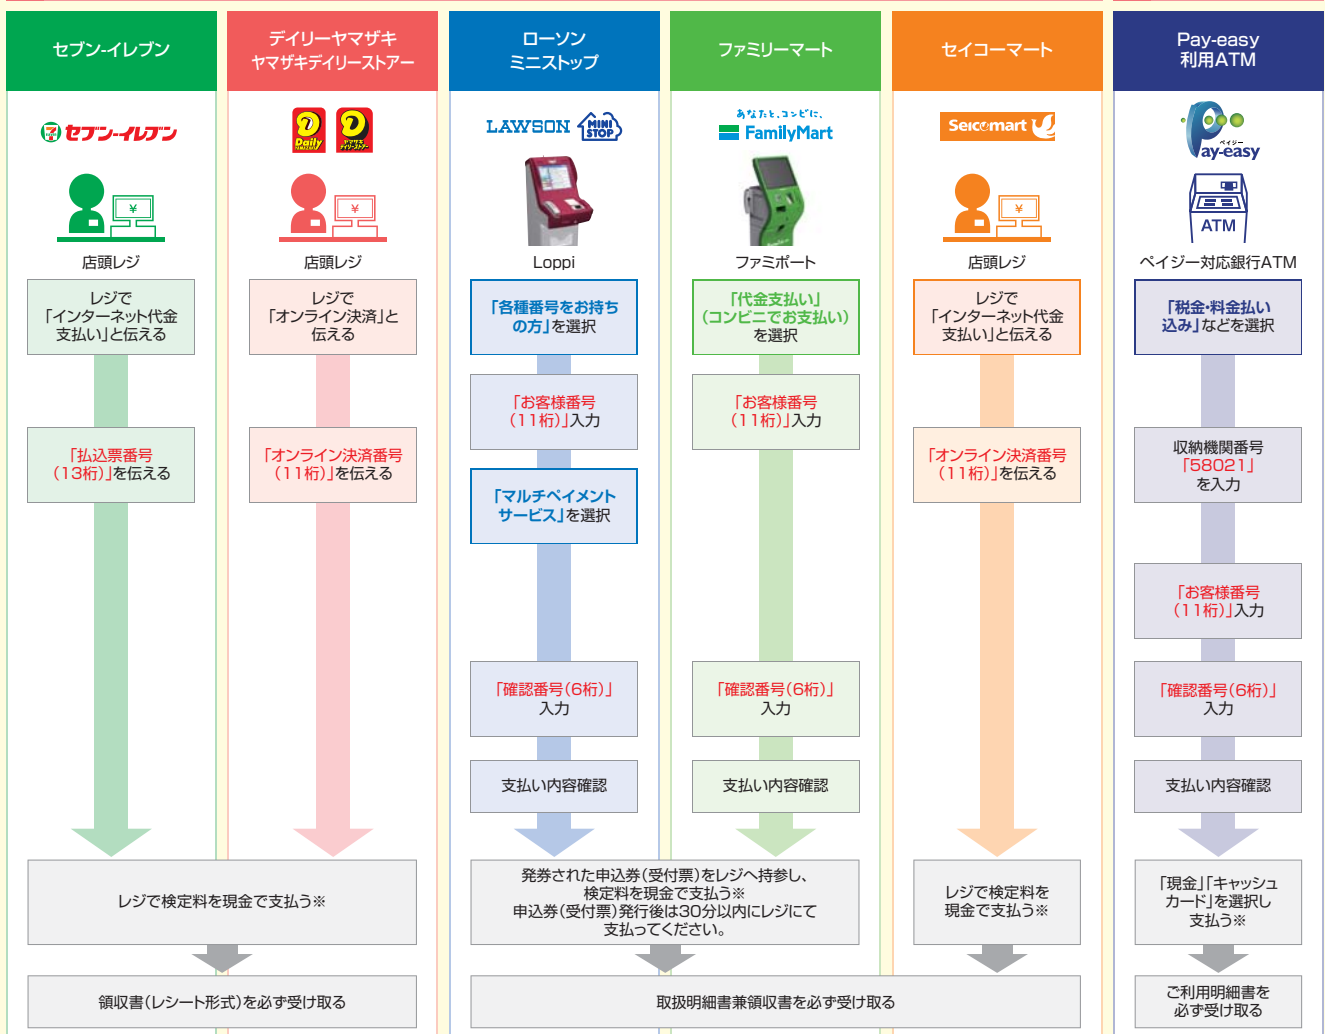 セブン-イレブン
デイリーヤマザキ
ヤマザキデイリーストアー
ローソン
ミニストップ
ファミリーマート
セイコーマート
Pay-easy
利用ATM
セブン-イレブン
Daily
ヤマザキ
デイリーストアー
LAWSON
MINI
STOP
あなたと、コンビに、
FamilyMart
Seicomart
ペイジー
Pay-easy
¥
¥
¥
ATM
店頭レジ
店頭レジ
Loppi
ファミポート
店頭レジ
ペイジー対応銀行ATM
レジで
「インターネット代金
支払い」と伝える
レジで
「オンライン決済」と
伝える
「各種番号をお持ち
の方」を選択
「代金支払い」
(コンビニでお支払い)
を選択
レジで
「インターネット代金
支払い」と伝える
「税金・料金払い
込み」などを選択
「お客様番号
(11桁)」入力
「お客様番号
(11桁)」入力
「払込票番号
(13桁)」を伝える
「オンライン決済番号
(11桁)」を伝える
「マルチペイメント
サービス」を選択
「オンライン決済番号
(11桁)」を伝える
収納機関番号
「58021」
を入力
「お客様番号
(11桁)」入力
「確認番号(6桁)」
入力
「確認番号(6桁)」
入力
「確認番号(6桁)」
入力
支払い内容確認
支払い内容確認
支払い内容確認
レジで検定料を現金で支払う※
発券された申込券(受付票)をレジへ持参し、
検定料を現金で支払う※
申込券(受付票)発行後は30分以内にレジにて
支払ってください。
レジで検定料を
現金で支払う※
「現金」「キャッシュ
カード」を選択し
支払う※
領収書(レシート形式)を必ず受け取る
取扱明細書兼領収書を必ず受け取る
ご利用明細書を
必ず受け取る